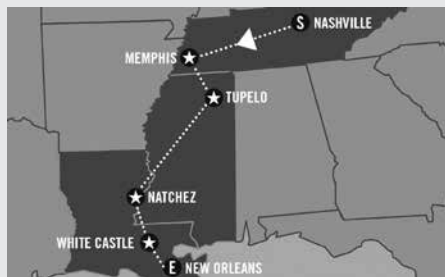 S NASHVILLE
MEMPHIS
TUPELO
NATCHEZ
WHITE CASTLE
E NEW ORLEANS